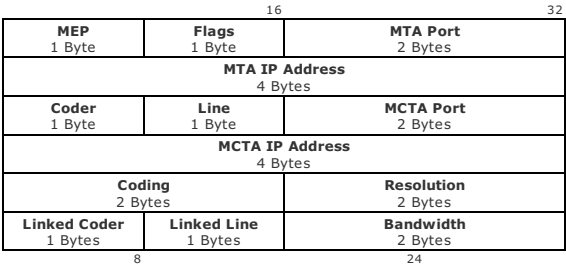 16 32
MEP Flags MTA Port
1 Byte 1 Byte 2 Bytes
MTA IP Address
4 Bytes
Coder Line MCTA Port
1 Byte 1 Byte 2 Bytes
MCTA IP Address
4 Bytes
Coding Resolution
2 Bytes 2 Bytes
Linked Coder Linked Line Bandwidth
1 Bytes 1 Bytes 2 Bytes
8 24